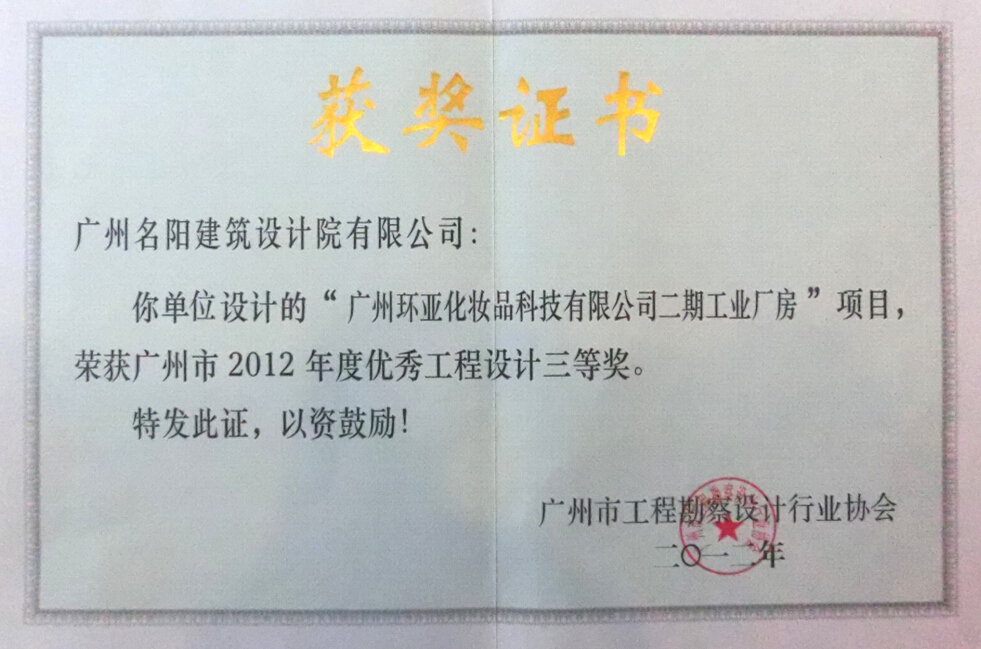 获奖证书
广州名阳建筑设计院有限公司：
你单位设计的“广州环亚化妆品科技有限公司二期工业厂房”项目，
荣获广州市2012年度优秀工程设计三等奖。
特发此证，以资鼓励！
广州市工程勘察设计行业协会
二〇一二年